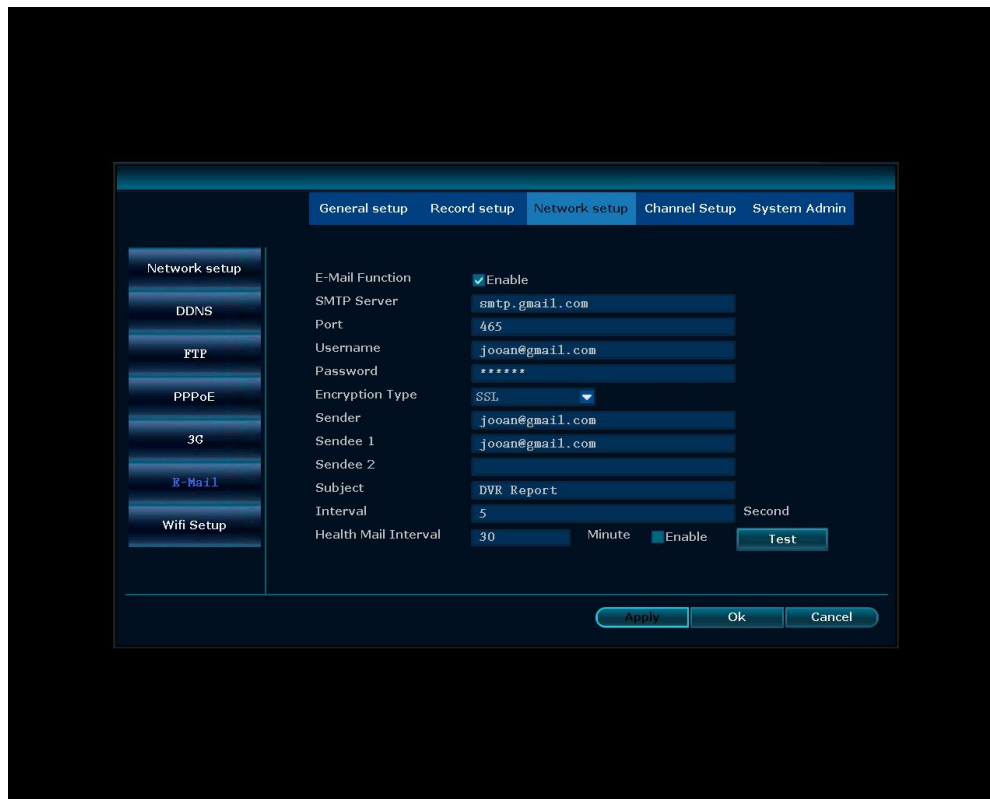 General setup Record setup Network setup Channel Setup System Admin
Network setup
DDNS
FTP
PPPoE
3G
E-Mail
Wifi Setup
E-Mail Function Enable
SMTP Server smtp.gmail.com
Port 465
Username jooan@gmail.com
Password ******
Encryption Type SSL
Sender jooan@gmail.com
Sendee 1 jooan@gmail.com
Sendee 2
Subject DVR Report
Interval 5 Second
Health Mail Interval 30 Minute Enable Test
Apply Ok Cancel